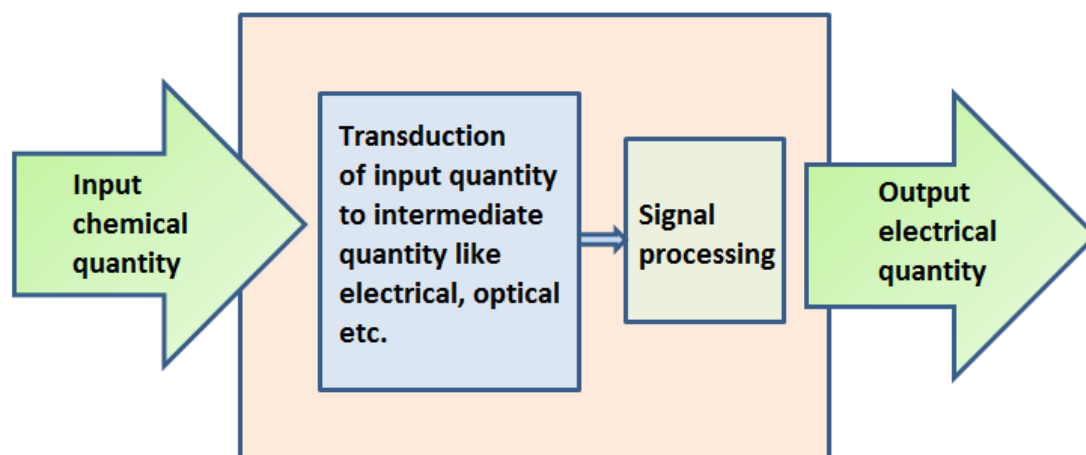 Input
chemical
quantity
Transduction
of input quantity
to intermediate
quantity like
electrical, optical
etc.
Signal
processing
Output
electrical
quantity